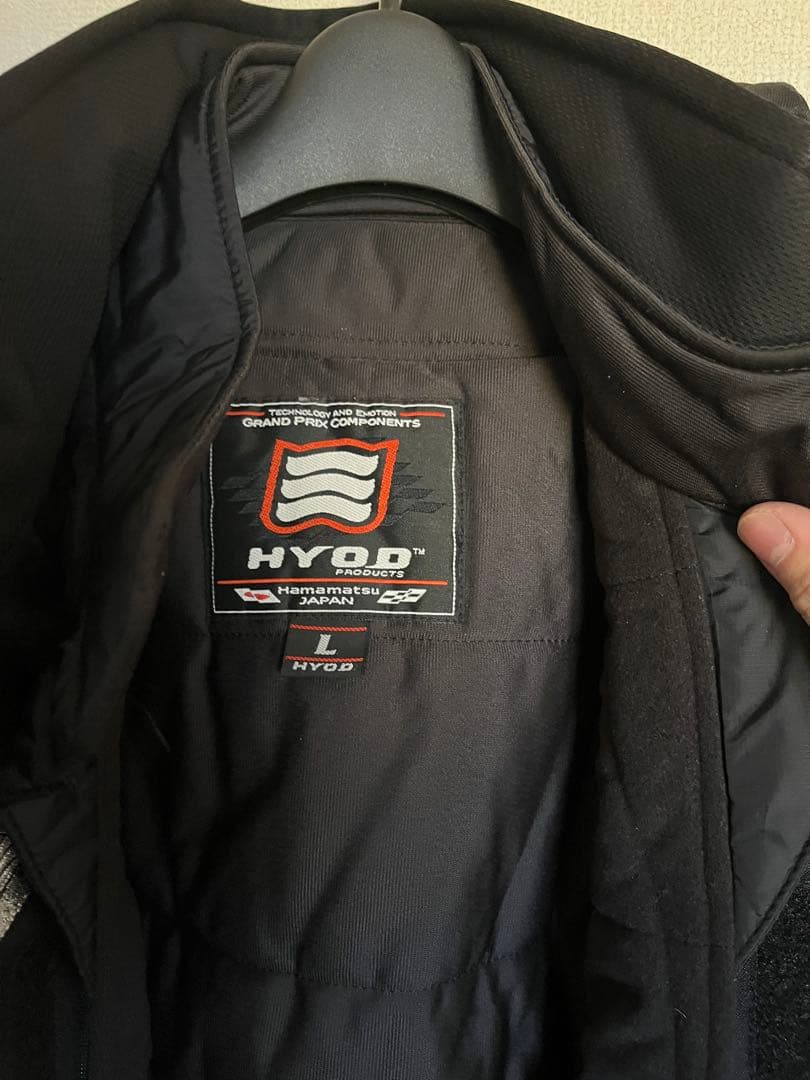 TECHNOLOGY AND EMOTION
GRAND PRIX COMPONENTS
HYOD™
PRODUCTS
Hamamatsu
JAPAN
L
HYOD